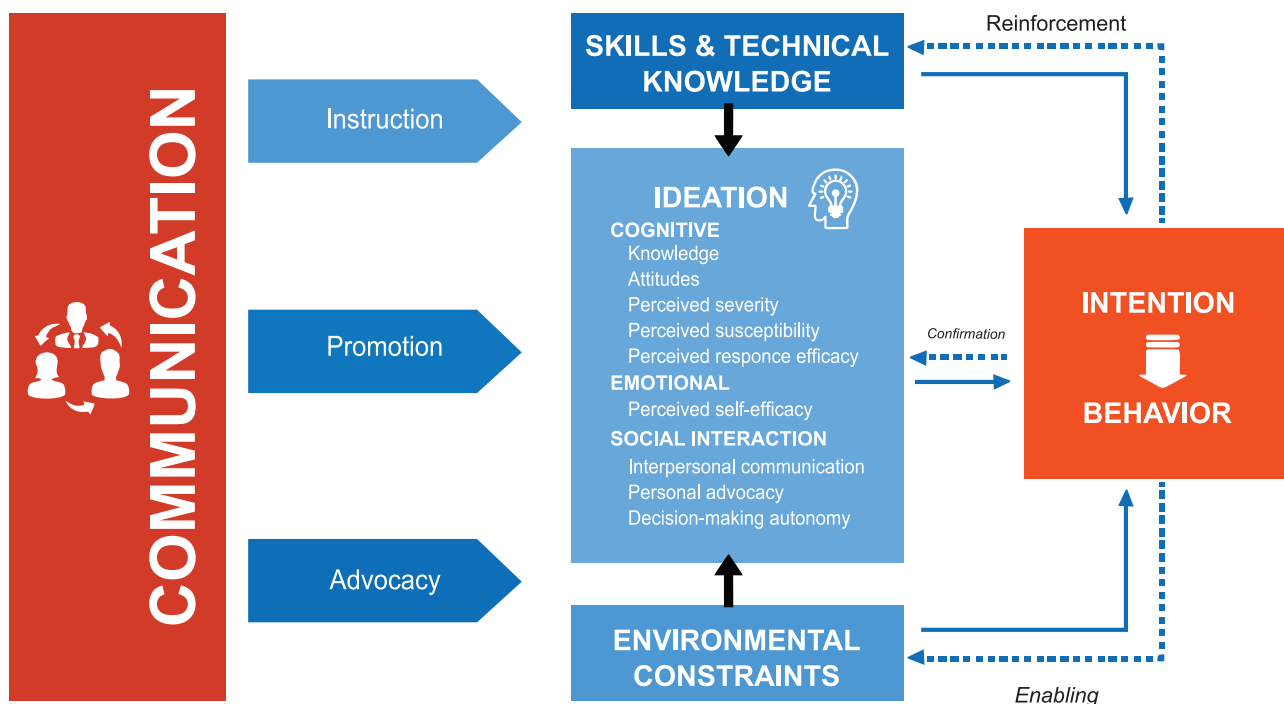 COMMUNICATION
Instruction
Promotion
Advocacy
SKILLS & TECHNICAL
KNOWLEDGE
IDEATION
COGNITIVE
Knowledge
Attitudes
Perceived severity
Perceived susceptibility
Perceived responce efficacy
EMOTIONAL
Perceived self-efficacy
SOCIAL INTERACTION
Interpersonal communication
Personal advocacy
Decision-making autonomy
ENVIRONMENTAL
CONSTRAINTS
Reinforcement
Confirmation
INTENTION
BEHAVIOR
Enabling